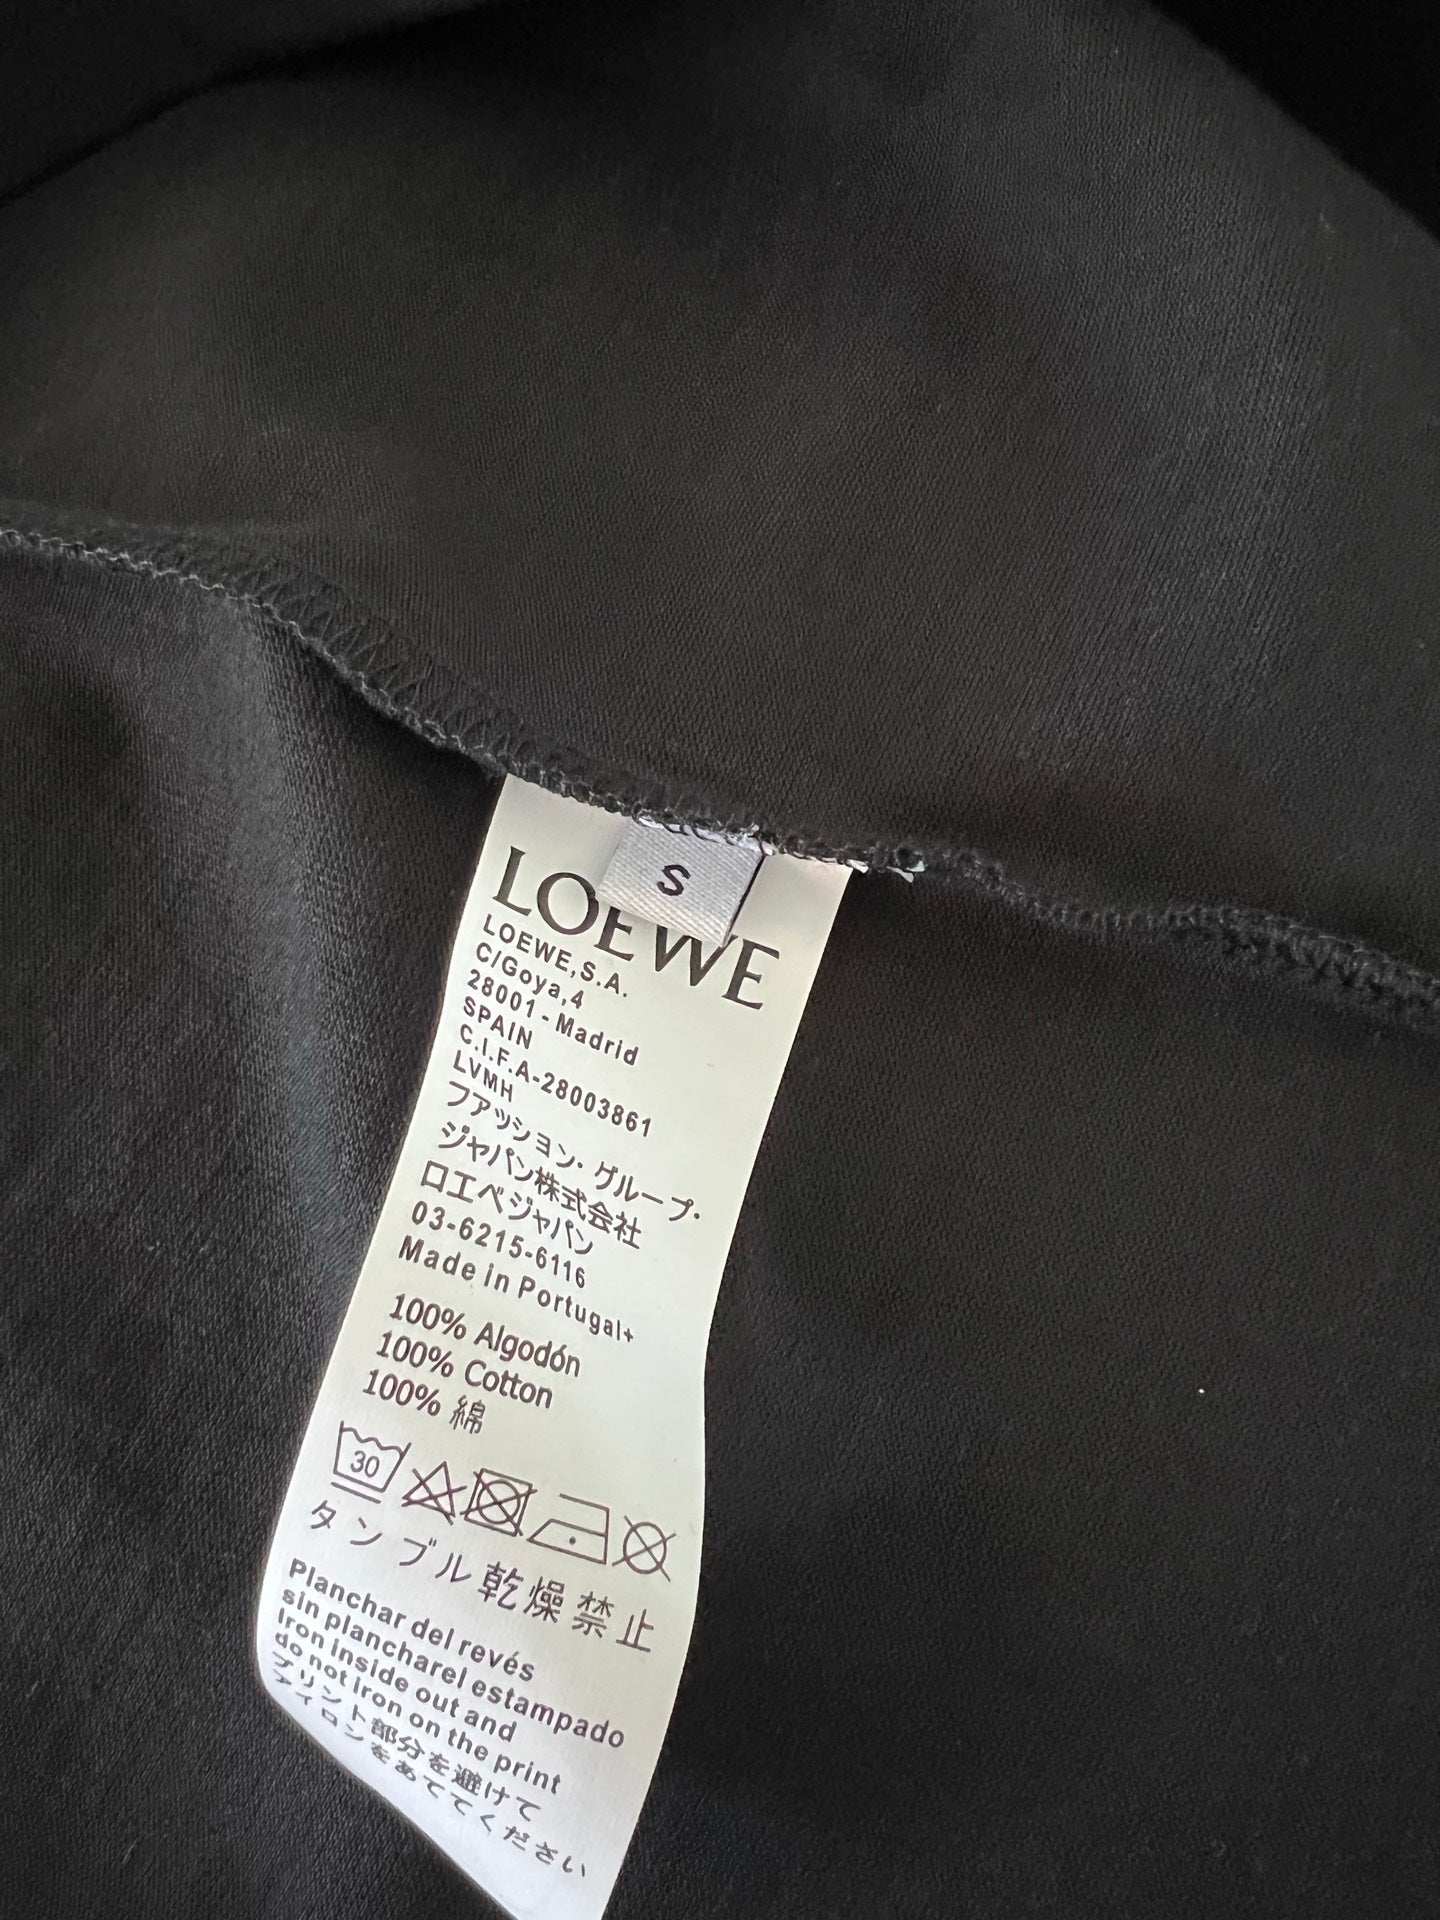 S
LOEWE
LOEWE,S.A.
C/Goya,4
28001 - Madrid
SPAIN
C.I.F.A-28003861
LVMH
ファッション・グループ・
ジャパン株式会社
ロエベジャパン
03-6215-6116
Made in Portugal+
100% Algodón
100% Cotton
100% 綿
30
タンブル乾燥禁止
Planchar del revés
sin plancharel estampado
Iron inside out and
do not iron on the print
プリント部分を避けて
アイロンをあててください